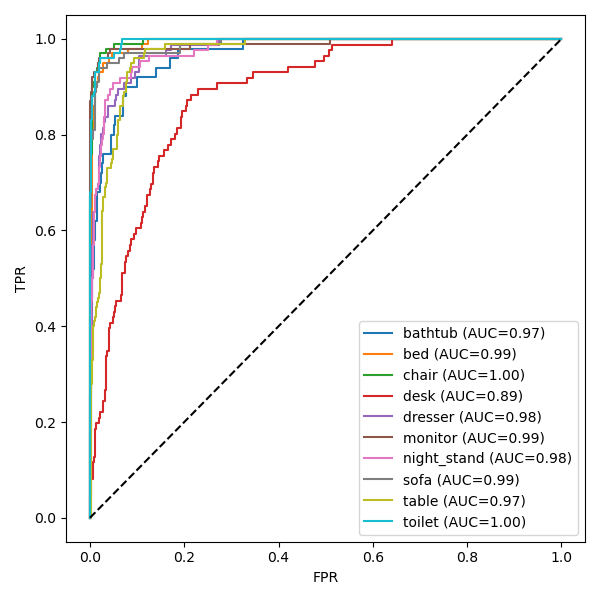 1.0
0.8
0.6
0.4
0.2
0.0
TPR
0.0 0.2 0.4 0.6 0.8 1.0
FPR
bathtub (AUC=0.97)
bed (AUC=0.99)
chair (AUC=1.00)
desk (AUC=0.89)
dresser (AUC=0.98)
monitor (AUC=0.99)
night_stand (AUC=0.98)
sofa (AUC=0.99)
table (AUC=0.97)
toilet (AUC=1.00)